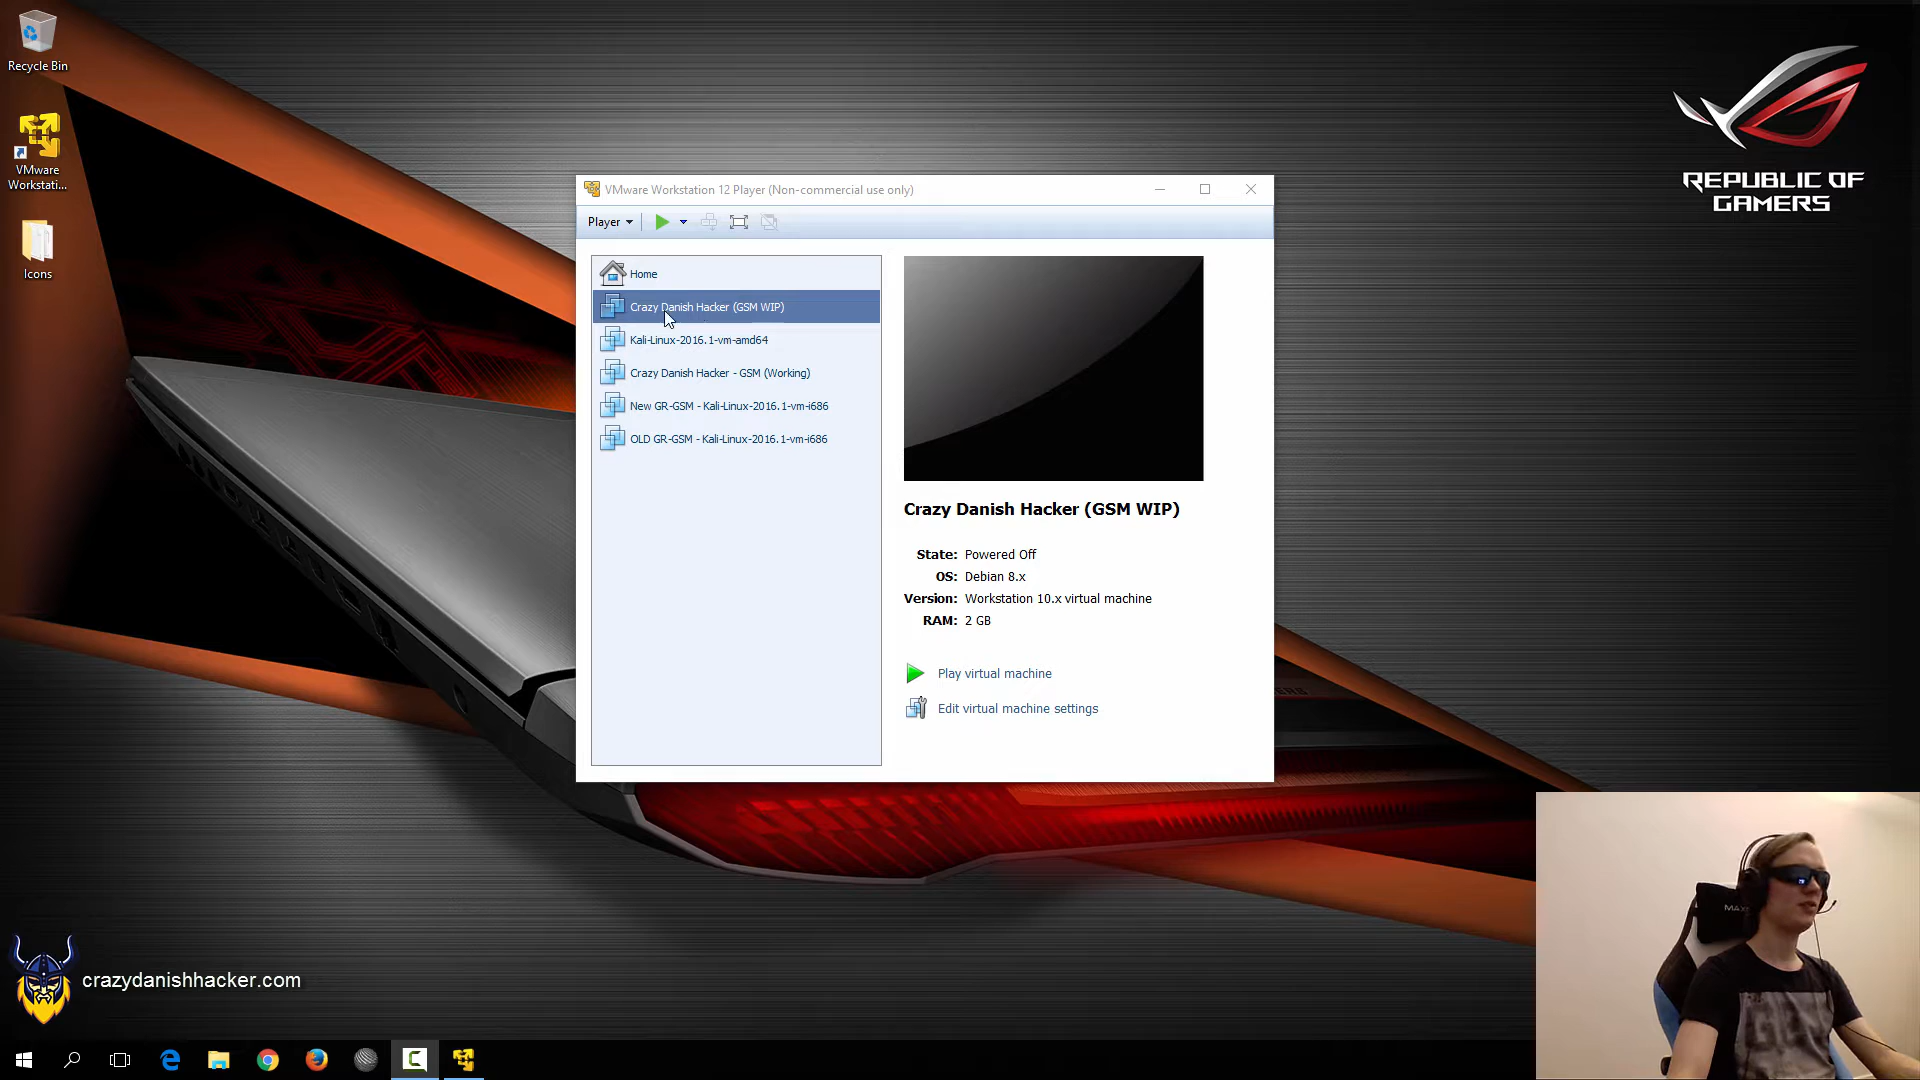 Recycle Bin
VMware
Workstati...
Icons
REPUBLIC OF
GAMERS
VMware Workstation 12 Player (Non-commercial use only)
Player
Home
Crazy Danish Hacker (GSM WIP)
Kali-Linux-2016.1-vm-amd64
Crazy Danish Hacker - GSM (Working)
New GR-GSM - Kali-Linux-2016.1-vm-i686
OLD GR-GSM - Kali-Linux-2016.1-vm-i686
Crazy Danish Hacker (GSM WIP)
State: Powered Off
OS: Debian 8.x
Version: Workstation 10.x virtual machine
RAM: 2 GB
Play virtual machine
Edit virtual machine settings
crazydanishhacker.com